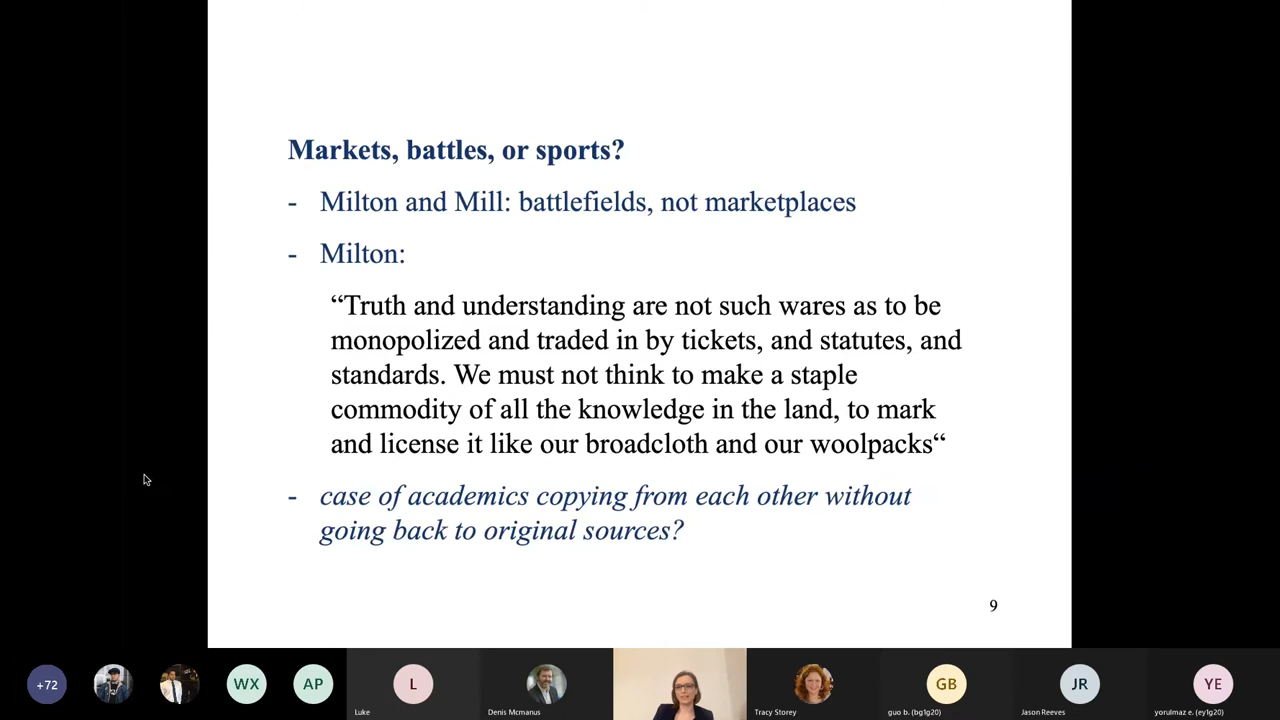 Markets, battles, or sports?
- Milton and Mill: battlefields, not marketplaces
- Milton:
“Truth and understanding are not such wares as to be
monopolized and traded in by tickets, and statutes, and
standards. We must not think to make a staple
commodity of all the knowledge in the land, to mark
and license it like our broadcloth and our woolpacks“
- case of academics copying from each other without
going back to original sources?
9
+72
WX
AP
L
GB
JR
YE
Luke
Denis Mcmanus
Tracy Storey
guo b. (bg1g20)
Jason Reeves
yorulmaz e. (ey1g20)